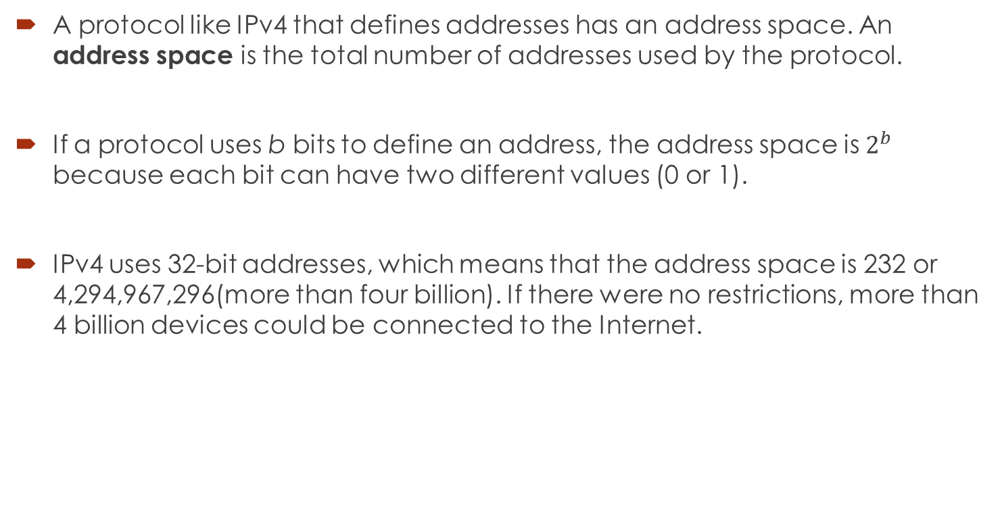 A protocol like IPv4 that defines addresses has an address space. An
address space is the total number of addresses used by the protocol.
If a protocol uses b bits to define an address, the address space is 2ᵇ
because each bit can have two different values (0 or 1).
IPv4 uses 32-bit addresses, which means that the address space is 232 or
4,294,967,296(more than four billion). If there were no restrictions, more than
4 billion devices could be connected to the Internet.